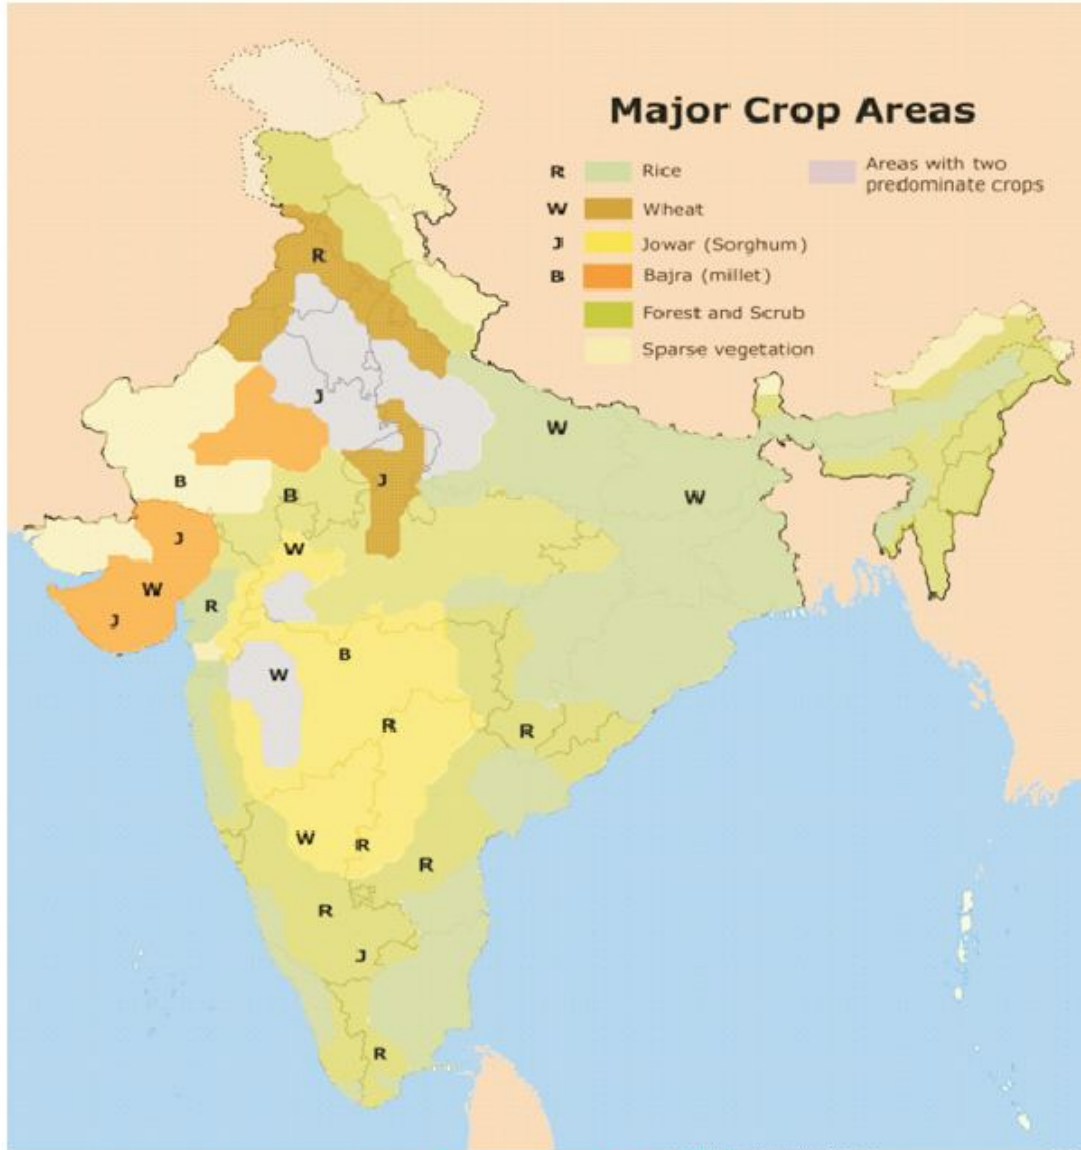 Major Crop Areas
R Rice
W Wheat
J Jowar (Sorghum)
B Bajra (millet)
Forest and Scrub
Sparse vegetation
Areas with two
predominate crops
R
J
W
J
B
B
W
J
W
W
R
J
B
W
R
R
W
R
R
R
J
R